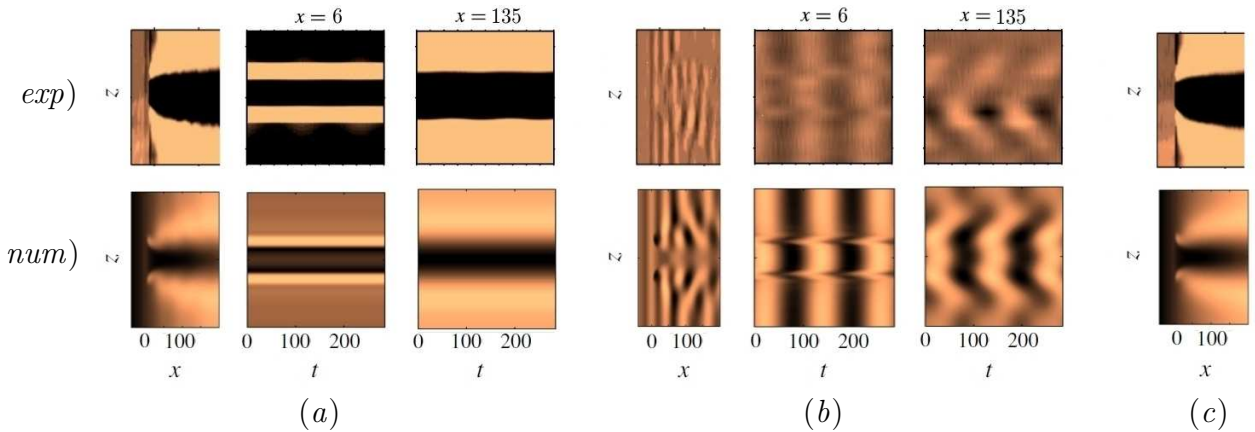 x = 6 x = 135 x = 6 x = 135
exp) z z z
num) z z z
0 100 0 100 200 0 100 200 0 100 0 100 200 0 100 200 0 100
x t t x t t x
(a) (b) (c)